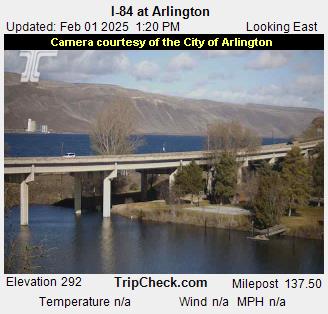 I-84 at Arlington
Updated: Feb 01 2025 1:20 PM Looking East
Camera courtesy of the City of Arlington
Elevation 292 TripCheck.com Milepost 137.50
Temperature n/a Wind n/a MPH n/a